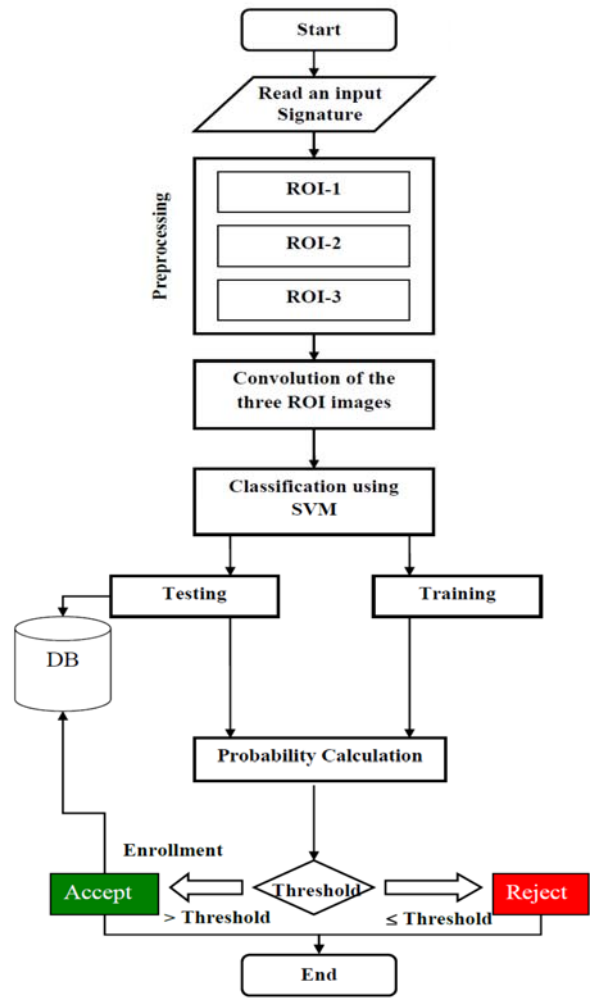 Start
Read an input
Signature
Preprocessing
ROI-1
ROI-2
ROI-3
Convolution of the
three ROI images
Classification using
SVM
Testing
Training
DB
Probability Calculation
Enrollment
Accept
Threshold
Reject
> Threshold
≤ Threshold
End